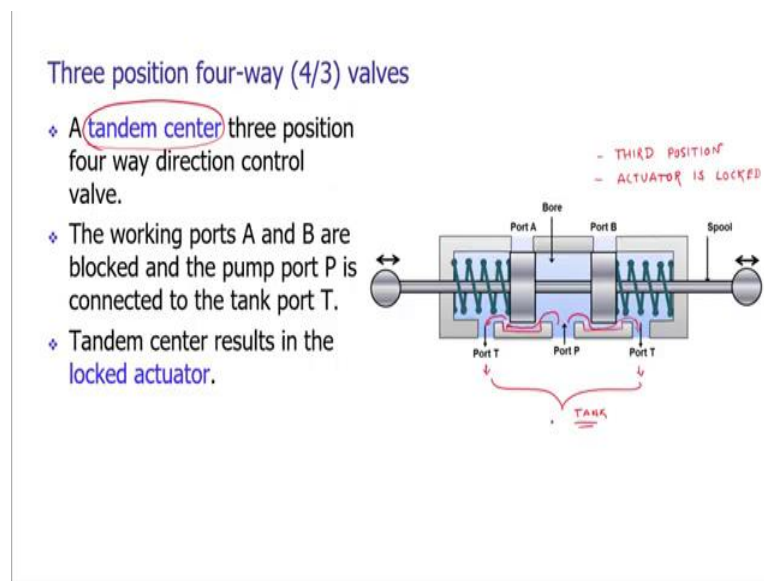 Three position four-way (4/3) valves
❖ A tandem center three position
four way direction control
valve.
❖ The working ports A and B are
blocked and the pump port P is
connected to the tank port T.
❖ Tandem center results in the
locked actuator.
- THIRD POSITION
- ACTUATOR IS LOCKED
Bore
Port A
Port B
Spool
Port T
Port P
Port T
TANK